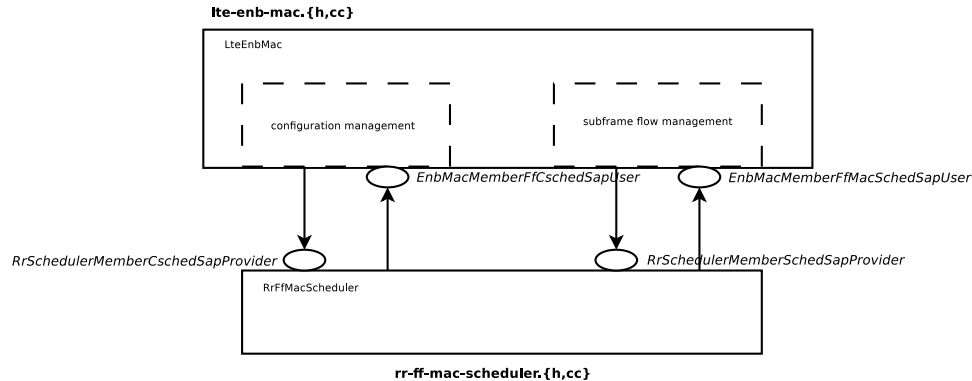 lte-enb-mac.{h,cc}
LteEnbMac
configuration management
subframe flow management
EnbMacMemberFfCschedSapUser
EnbMacMemberFfMacSchedSapUser
RrSchedulerMemberCschedSapProvider
RrSchedulerMemberSchedSapProvider
RrFfMacScheduler
rr-ff-mac-scheduler.{h,cc}